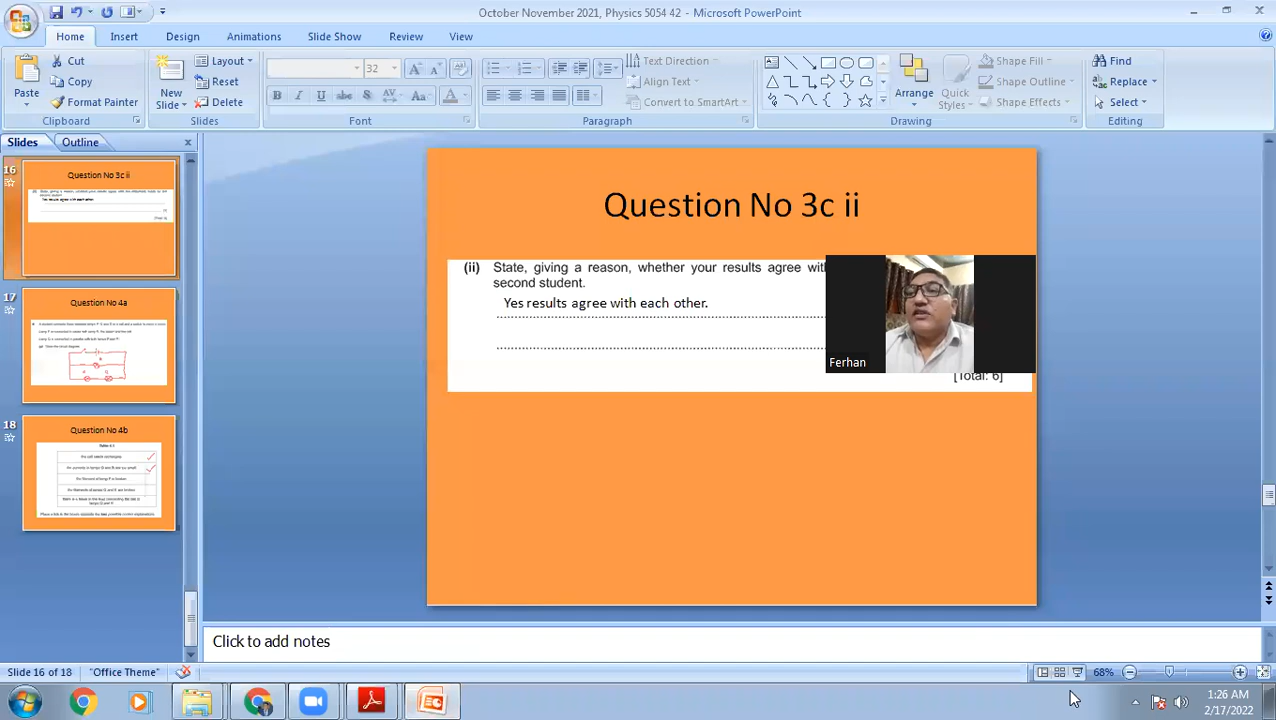 October November 2021, Physics 5054 42 - Microsoft PowerPoint
Home Insert Design Animations Slide Show Review View
Cut
Copy
Format Painter
Paste
Clipboard
New
Slide
Layout
Reset
Delete
Slides
32
Font
Paragraph
Text Direction
Align Text
Convert to SmartArt
Arrange
Quick
Styles
Shape Fill
Shape Outline
Shape Effects
Drawing
Find
Replace
Select
Editing
Slides Outline
16
Question No 3c ii
17
Question No 4a
18
Question No 4b
Question No 3c ii
(ii) State, giving a reason, whether your results agree with
second student.
Yes results agree with each other.
[Total: 6]
Ferhan
Click to add notes
Slide 16 of 18 "Office Theme" 68%
1:26 AM
2/17/2022